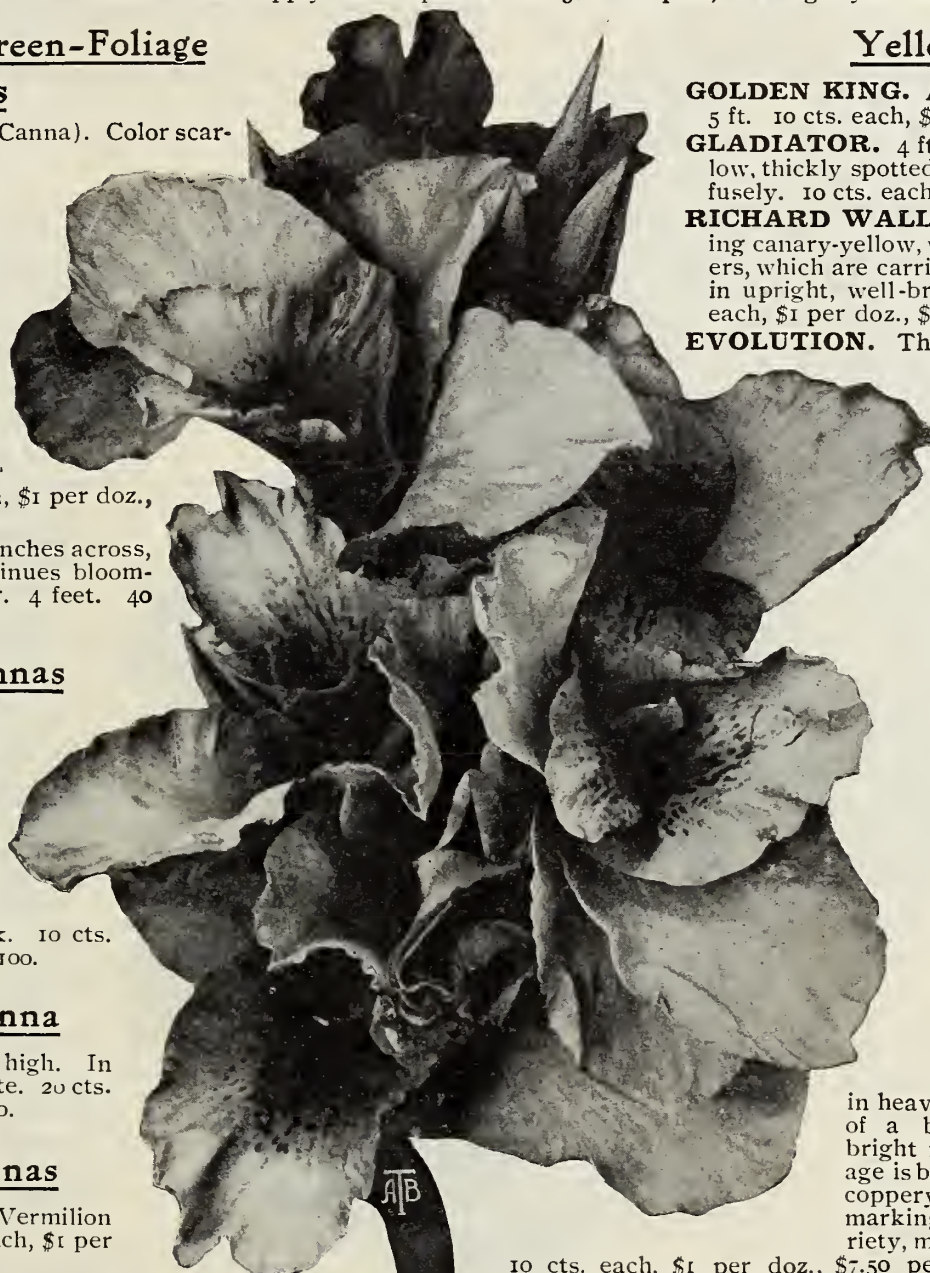 reen-Foliage
s
Canna). Color scar-
, $1 per doz.,
nches across,
inues bloom-
. 4 feet. 40
nnas
k. 10 cts.
100.
nna
high. In
te. 20 cts.
o.
nas
Vermilion
ch, $1 per
ATB
Yell
GOLDEN KING.
5 ft. 10 cts. each, $
GLADIATOR. 4 ft
low, thickly spotted
fusely. 10 cts. each
RICHARD WALL
ing canary-yellow,
ers, which are carri
in upright, well-br
each, $1 per doz., $
EVOLUTION. Th
in heav
of a b
bright
age is b
coppery
marking
riety, m
10 cts. each, $1 per doz., $7.50 pe